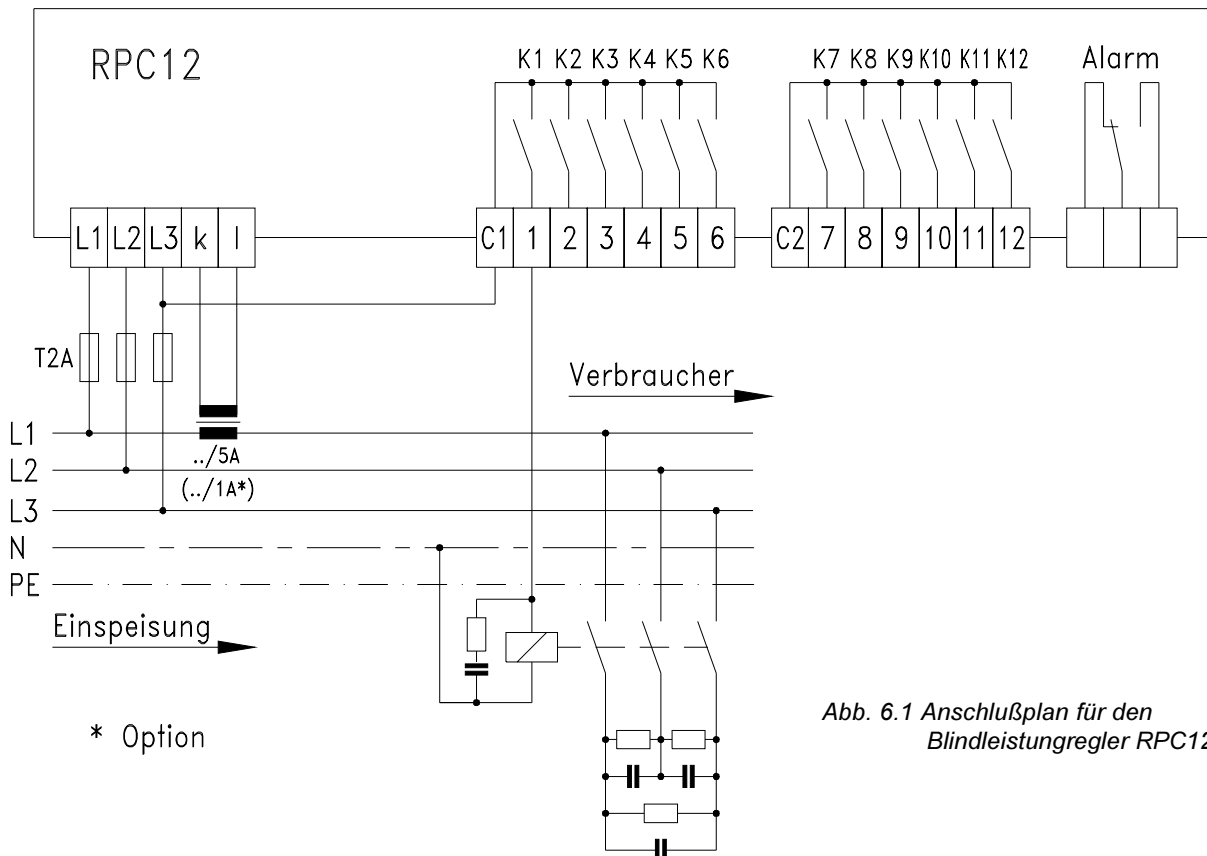 RPC12
K1 K2 K3 K4 K5 K6
K7 K8 K9 K10 K11 K12
Alarm
L1 L2 L3 k l
C1 1 2 3 4 5 6
C2 7 8 9 10 11 12
T2A
Verbraucher
L1
../5A
L2
(../1A*)
L3
N
PE
Einspeisung
* Option
Abb. 6.1 Anschlußplan für den
Blindleistungregler RPC12